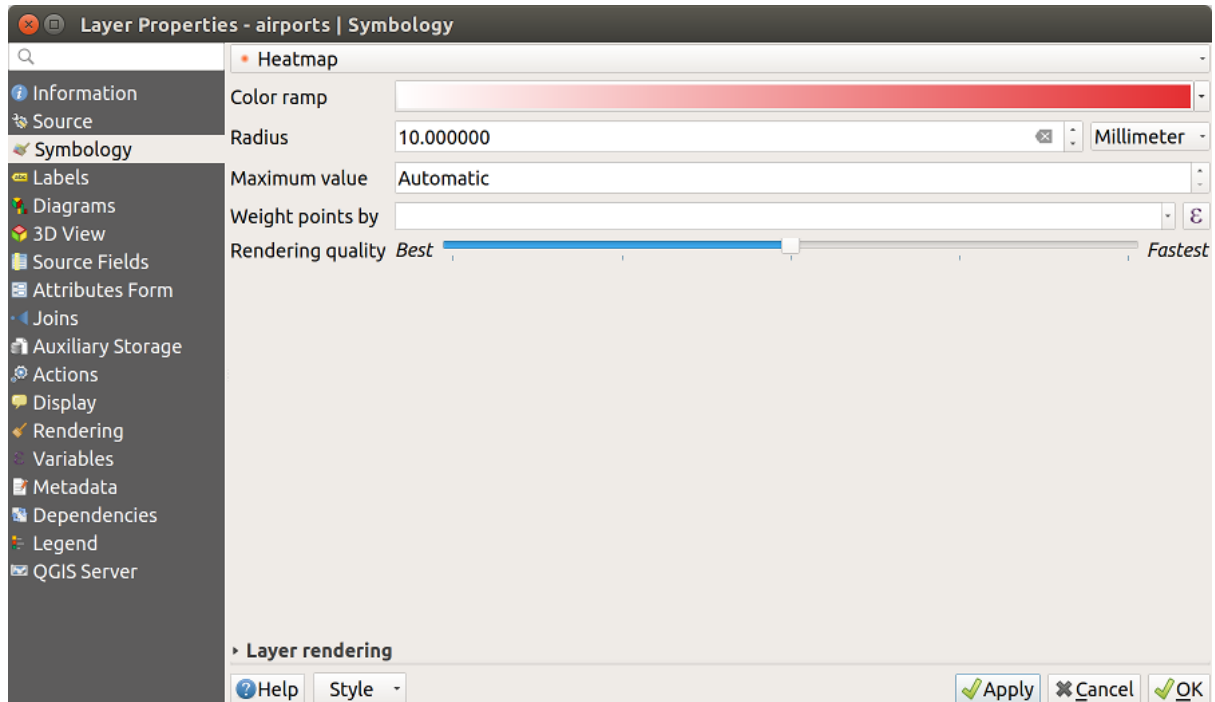 Layer Properties - airports | Symbology
Information
Source
Symbology
Labels
Diagrams
3D View
Source Fields
Attributes Form
Joins
Auxiliary Storage
Actions
Display
Rendering
Variables
Metadata
Dependencies
Legend
QGIS Server
Heatmap
Color ramp
Radius 10.000000 Millimeter
Maximum value Automatic
Weight points by ε
Rendering quality Best Fastest
Layer rendering
Help Style Apply Cancel OK